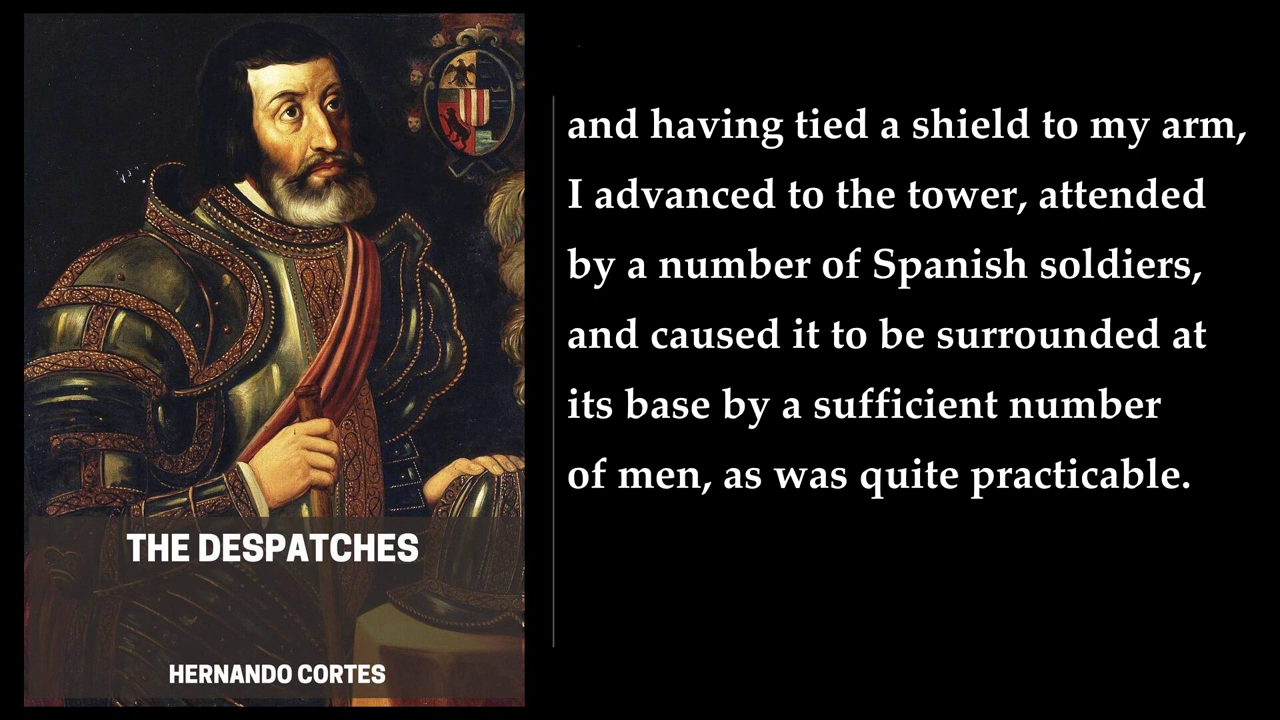 THE DESPATCHES
HERNANDO CORTES
and having tied a shield to my arm,
I advanced to the tower, attended
by a number of Spanish soldiers,
and caused it to be surrounded at
its base by a sufficient number
of men, as was quite practicable.